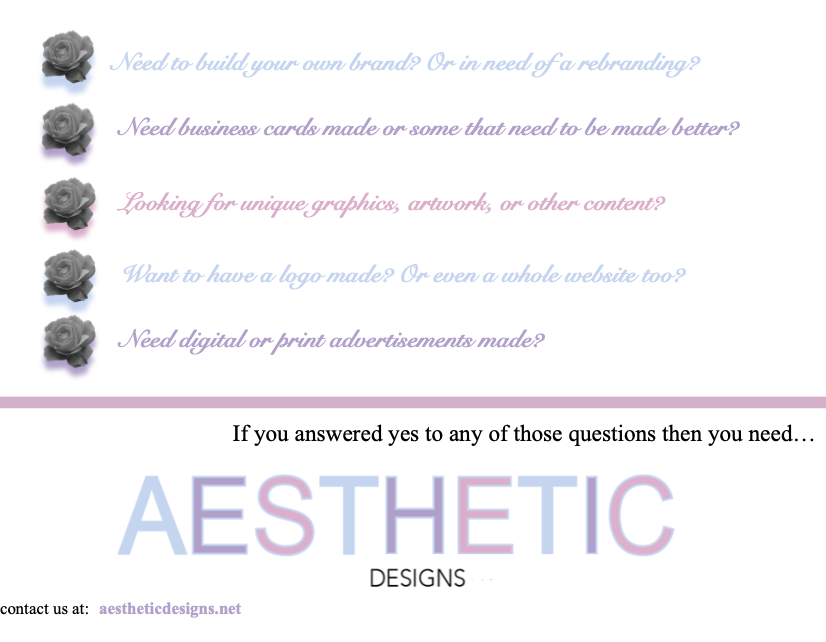 Need to build your own brand? Or in need of a rebranding?
Need business cards made or some that need to be made better?
Looking for unique graphics, artwork, or other content?
Want to have a logo made? Or even a whole website too?
Need digital or print advertisements made?
If you answered yes to any of those questions then you need…
AESTHETIC
DESIGNS
contact us at: aestheticdesigns.net